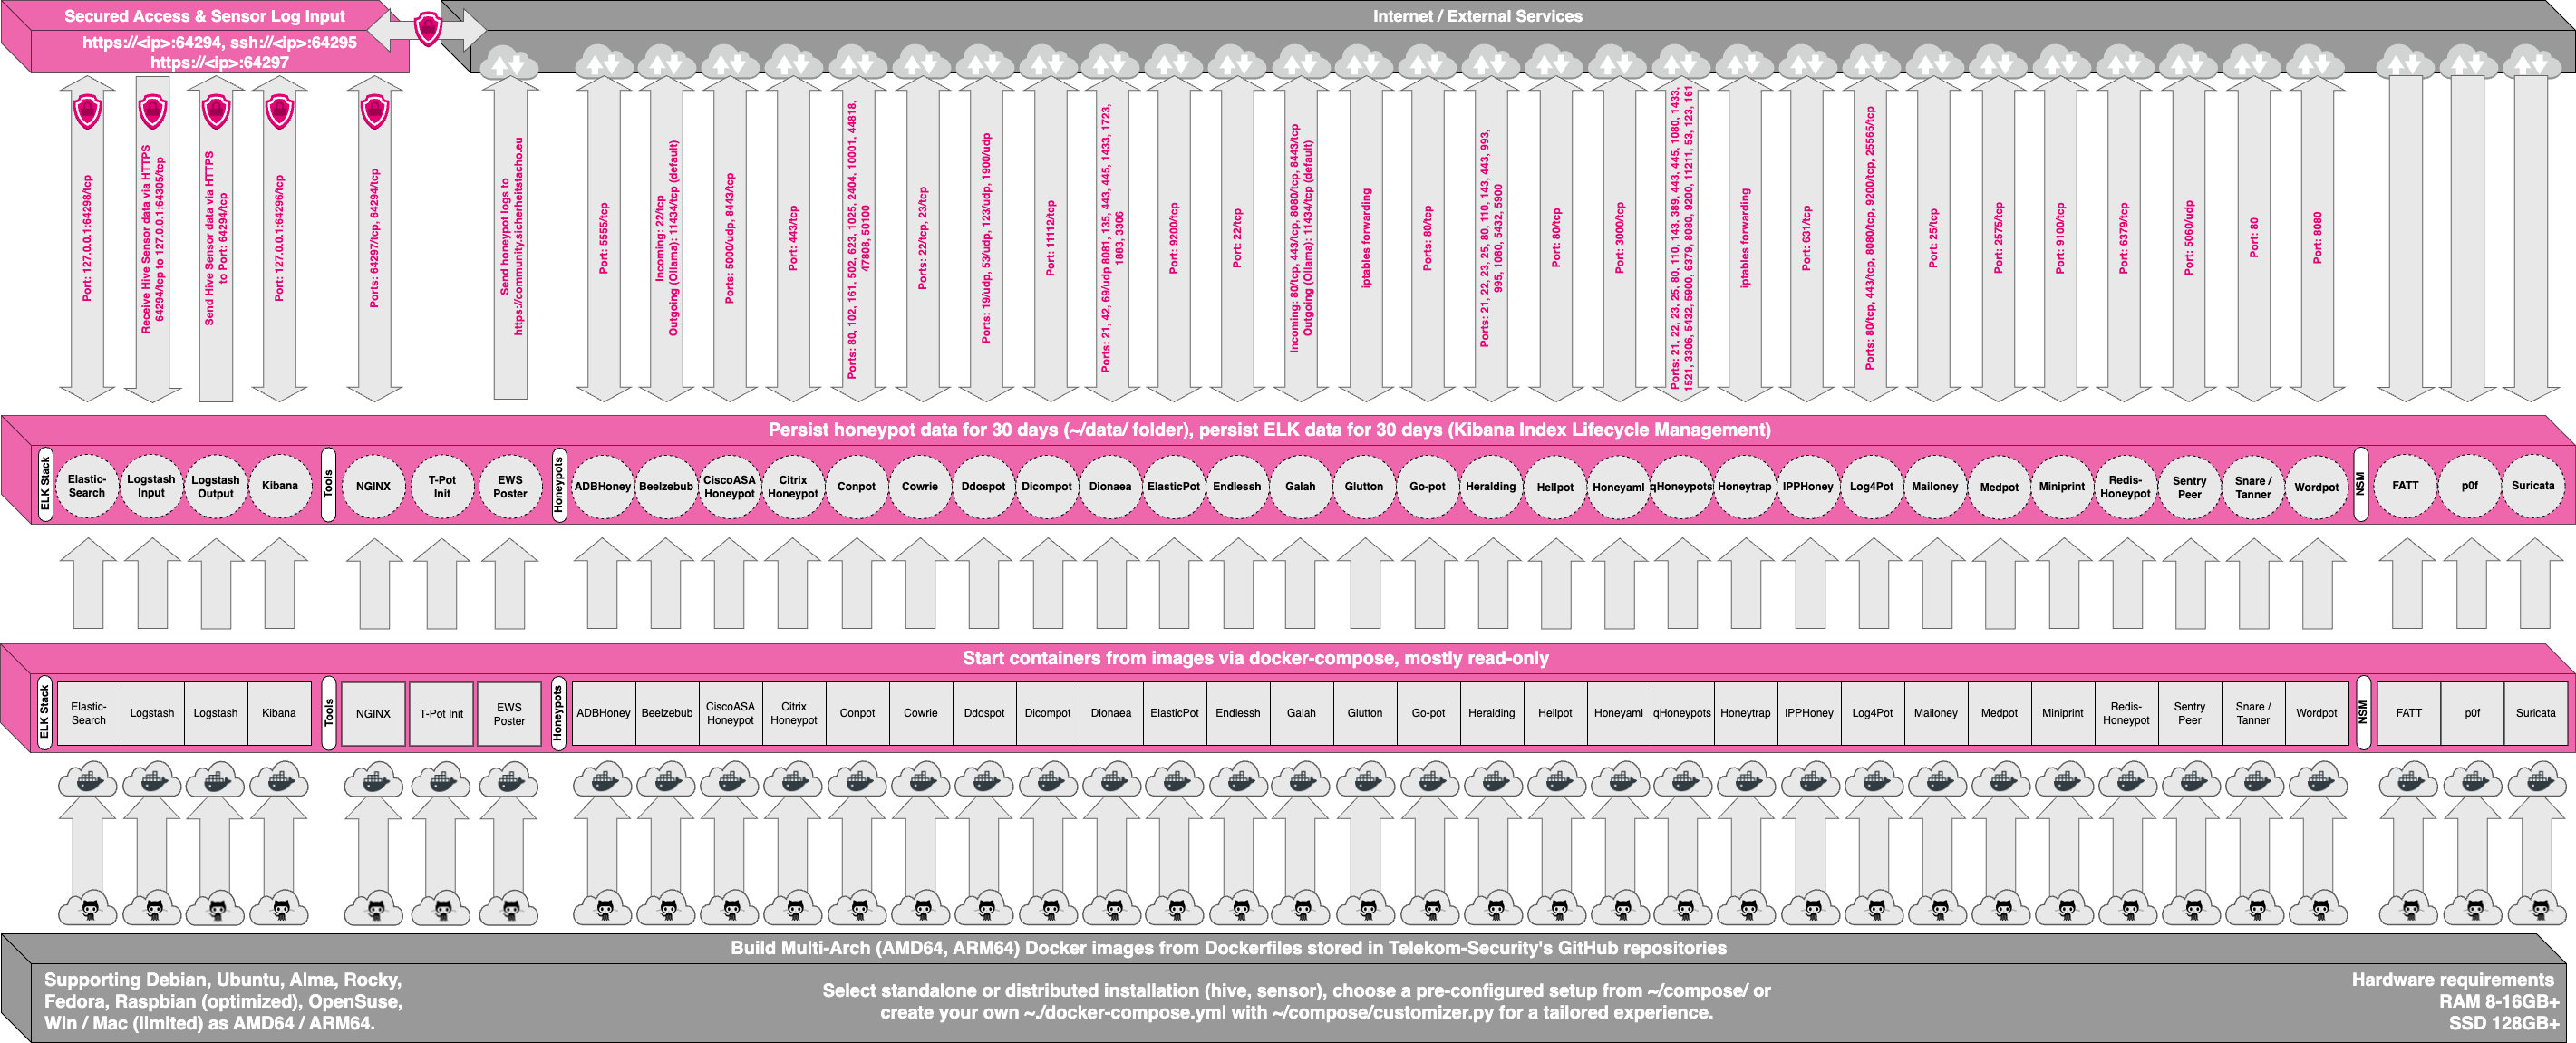 Secured Access & Sensor Log Input
https://<ip>:64294, ssh://<ip>:64295
https://<ip>:64297
Internet / External Services
Port: 127.0.0.1:64298/tcp
Receive Hive Sensor data via HTTPS
64294/tcp to 127.0.0.1:64305/tcp
Send Hive Sensor data via HTTPS
to Port: 64294/tcp
Port: 127.0.0.1:64296/tcp
Ports: 64297/tcp, 64294/tcp
Send honeypot logs to
https://community.sicherheitstacho.eu
Port: 5555/tcp
Incoming: 22/tcp
Outgoing (Ollama): 11434/tcp (default)
Ports: 5000/udp, 8443/tcp
Port: 443/tcp
Ports: 80, 102, 161, 502, 623, 1025, 2404, 10001, 44818,
47808, 50100
Ports: 22/tcp, 23/tcp
Ports: 19/udp, 53/udp, 123/udp, 1900/udp
Port: 11112/tcp
Ports: 21, 42, 69/udp 8081, 135, 443, 445, 1433, 1723,
1883, 3306
Port: 9200/tcp
Port: 22/tcp
Incoming: 80/tcp, 443/tcp, 8080/tcp, 8443/tcp
Outgoing (Ollama): 11434/tcp (default)
iptables forwarding
Ports: 80/tcp
Ports: 21, 22, 23, 25, 80, 110, 143, 443, 993,
995, 1080, 5432, 5900
Port: 80/tcp
Port: 3000/tcp
Ports: 21, 22, 23, 25, 80, 110, 143, 389, 443, 445, 1080, 1433,
1521, 3306, 5432, 5900, 6379, 8080, 9200, 11211, 53, 123, 161
iptables forwarding
Port: 631/tcp
Ports: 80/tcp, 443/tcp, 8080/tcp, 9200/tcp, 25565/tcp
Port: 25/tcp
Port: 2575/tcp
Port: 9100/tcp
Port: 6379/tcp
Port: 5060/udp
Port: 80
Port: 8080
Persist honeypot data for 30 days (~/data/ folder), persist ELK data for 30 days (Kibana Index Lifecycle Management)
ELK Stack
Elastic-
Search
Logstash
Input
Logstash
Output
Kibana
Tools
NGINX
T-Pot
Init
EWS
Poster
Honeypots
ADBHoney
Beelzebub
CiscoASA
Honeypot
Citrix
Honeypot
Conpot
Cowrie
Ddospot
Dicompot
Dionaea
ElasticPot
Endlessh
Galah
Glutton
Go-pot
Heralding
Hellpot
Honeyaml
qHoneypots
Honeytrap
IPPHoney
Log4Pot
Mailoney
Medpot
Miniprint
Redis-
Honeypot
Sentry
Peer
Snare /
Tanner
Wordpot
NSM
FATT
p0f
Suricata
Start containers from images via docker-compose, mostly read-only
ELK Stack
Elastic-
Search
Logstash
Logstash
Kibana
Tools
NGINX
T-Pot Init
EWS
Poster
Honeypots
ADBHoney
Beelzebub
CiscoASA
Honeypot
Citrix
Honeypot
Conpot
Cowrie
Ddospot
Dicompot
Dionaea
ElasticPot
Endlessh
Galah
Glutton
Go-pot
Heralding
Hellpot
Honeyaml
qHoneypots
Honeytrap
IPPHoney
Log4Pot
Mailoney
Medpot
Miniprint
Redis-
Honeypot
Sentry
Peer
Snare /
Tanner
Wordpot
NSM
FATT
p0f
Suricata
Build Multi-Arch (AMD64, ARM64) Docker images from Dockerfiles stored in Telekom-Security's GitHub repositories
Supporting Debian, Ubuntu, Alma, Rocky,
Fedora, Raspbian (optimized), OpenSuse,
Win / Mac (limited) as AMD64 / ARM64.
Select standalone or distributed installation (hive, sensor), choose a pre-configured setup from ~/compose/ or
create your own ~./docker-compose.yml with ~/compose/customizer.py for a tailored experience.
Hardware requirements
RAM 8-16GB+
SSD 128GB+